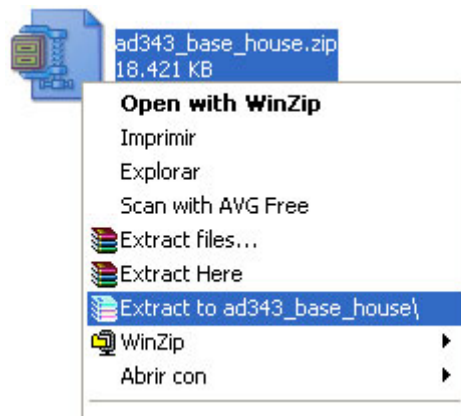 ad343_base_house.zip
18.421 KB
Open with WinZip
Imprimir
Explorar
Scan with AVG Free
Extract files...
Extract Here
Extract to ad343_base_house\
WinZip
Abrir con